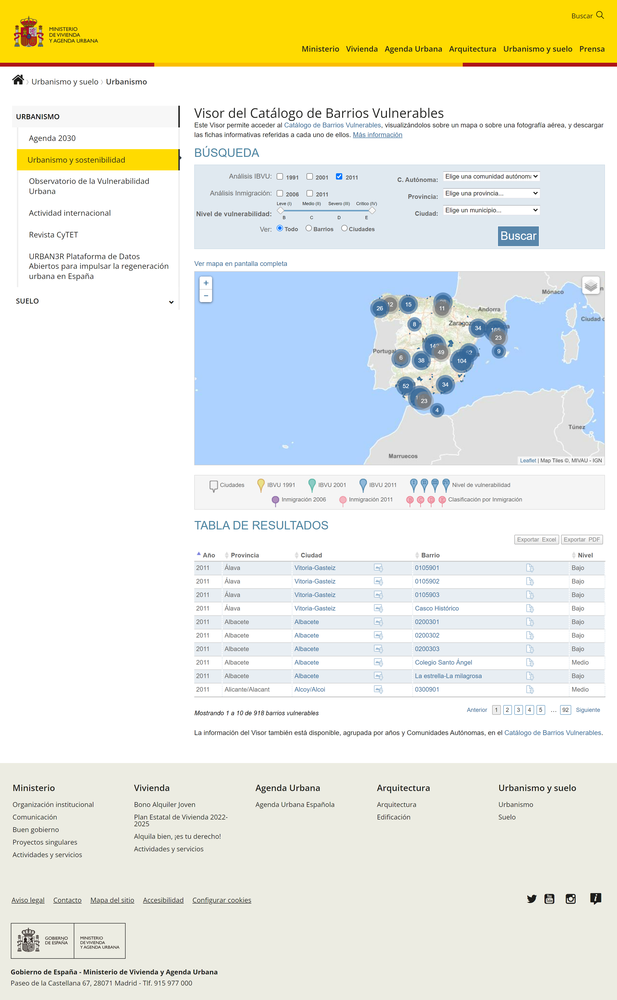 Buscar
MINISTERIO
DE VIVIENDA
Y AGENDA URBANA
Ministerio Vivienda Agenda Urbana Arquitectura Urbanismo y suelo Prensa
Urbanismo y suelo Urbanismo
URBANISMO
Agenda 2030
Urbanismo y sostenibilidad
Observatorio de la Vulnerabilidad
Urbana
Actividad internacional
Revista CyTET
URBAN3R Plataforma de Datos
Abiertos para impulsar la regeneración
urbana en España
SUELO
Visor del Catálogo de Barrios Vulnerables
Este Visor permite acceder al Catálogo de Barrios Vulnerables, visualizándolos sobre un mapa o sobre una fotografía aérea, y descargar
las fichas informativas referidas a cada uno de ellos. Más información
BÚSQUEDA
Análisis IBVU: 1991 2001 2011
Análisis Inmigración: 2006 2011
Leve (I) Medio (II) Severo (III) Crítico (IV)
Nivel de vulnerabilidad:
B C D E
Ver: Todo Barrios Ciudades
C. Autónoma: Elige una comunidad autónoma
Provincia: Elige una provincia...
Ciudad: Elige un municipio...
Buscar
Ver mapa en pantalla completa
+
−
Mónaco
Andorra
Ciudad d
Zaragoza
Portugal
Túnez
Marruecos
26 12 15 26 11
8 34 165 23
142 49 62 9
6 38 104
52 34
23
4
Leaflet | Map Tiles ©, MIVAU - IGN
Ciudades IBVU 1991 IBVU 2001 IBVU 2011 I II III IV Nivel de vulnerabilidad
Inmigración 2006 Inmigración 2011 B C D E Clasificación por Inmigración
TABLA DE RESULTADOS
Exportar Excel Exportar PDF
Año Provincia Ciudad Barrio Nivel
2011 Álava Vitoria-Gasteiz 0105901 Bajo
2011 Álava Vitoria-Gasteiz 0105902 Bajo
2011 Álava Vitoria-Gasteiz 0105903 Bajo
2011 Álava Vitoria-Gasteiz Casco Histórico Bajo
2011 Albacete Albacete 0200301 Bajo
2011 Albacete Albacete 0200302 Bajo
2011 Albacete Albacete 0200303 Bajo
2011 Albacete Albacete Colegio Santo Ángel Medio
2011 Albacete Albacete La estrella-La milagrosa Bajo
2011 Alicante/Alacant Alcoy/Alcoi 0300901 Medio
Mostrando 1 a 10 de 918 barrios vulnerables
Anterior 1 2 3 4 5 … 92 Siguiente
La información del Visor también está disponible, agrupada por años y Comunidades Autónomas, en el Catálogo de Barrios Vulnerables.
Ministerio
Organización institucional
Comunicación
Buen gobierno
Proyectos singulares
Actividades y servicios
Vivienda
Bono Alquiler Joven
Plan Estatal de Vivienda 2022-
2025
Alquila bien, ¡es tu derecho!
Actividades y servicios
Agenda Urbana
Agenda Urbana Española
Arquitectura
Arquitectura
Edificación
Urbanismo y suelo
Urbanismo
Suelo
Aviso legal Contacto Mapa del sitio Accesibilidad Configurar cookies
You
Tube
i
GOBIERNO
DE ESPAÑA
MINISTERIO
DE VIVIENDA
Y AGENDA URBANA
Gobierno de España - Ministerio de Vivienda y Agenda Urbana
Paseo de la Castellana 67, 28071 Madrid - Tlf. 915 977 000